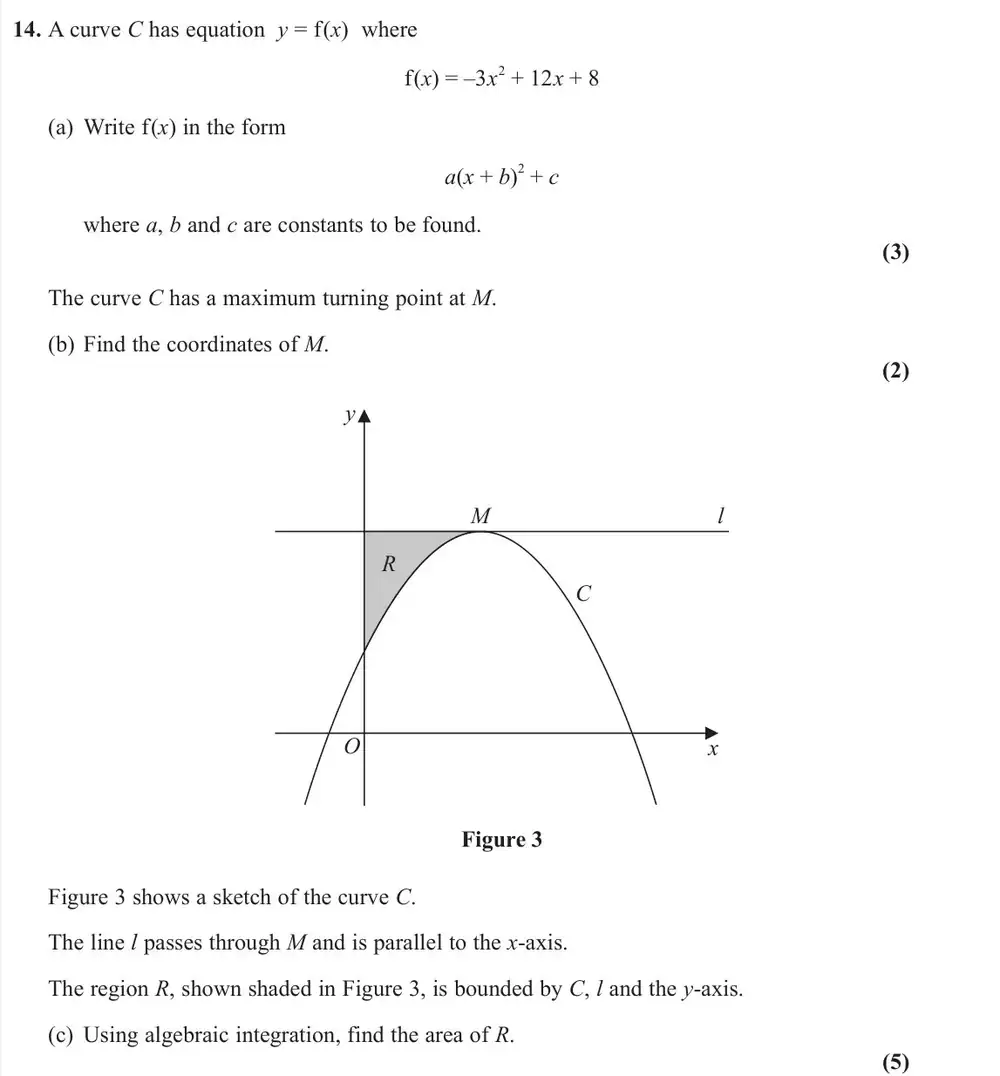 14. A curve C has equation y = f(x) where
f(x) = –3x² + 12x + 8
(a) Write f(x) in the form
a(x + b)² + c
where a, b and c are constants to be found.
(3)
The curve C has a maximum turning point at M.
(b) Find the coordinates of M.
(2)
y
M
l
R
C
O
x
Figure 3
Figure 3 shows a sketch of the curve C.
The line l passes through M and is parallel to the x-axis.
The region R, shown shaded in Figure 3, is bounded by C, l and the y-axis.
(c) Using algebraic integration, find the area of R.
(5)